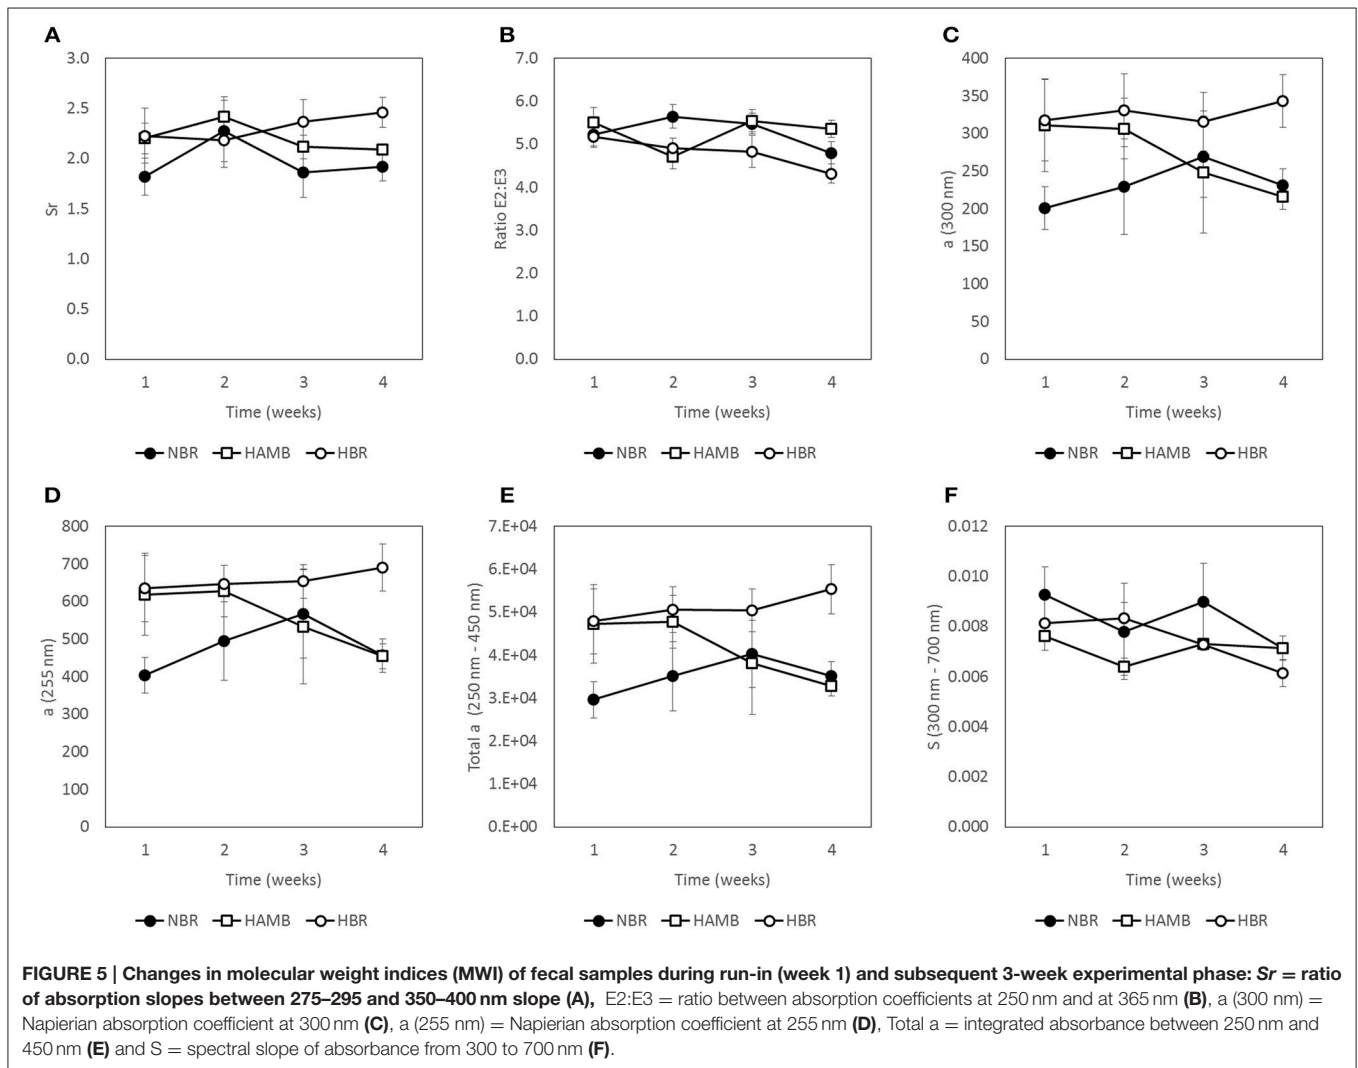 A
3.0
2.5
2.0
1.5
1.0
0.5
0.0
Sr
1 2 3 4
Time (weeks)
NBR HAMB HBR
B
7.0
6.0
5.0
4.0
3.0
2.0
1.0
0.0
Ratio E2:E3
1 2 3 4
Time (weeks)
NBR HAMB HBR
C
400
350
300
250
200
150
100
50
0
a (300 nm)
1 2 3 4
Time (weeks)
NBR HAMB HBR
D
800
700
600
500
400
300
200
100
0
a (255 nm)
1 2 3 4
Time (weeks)
NBR HAMB HBR
E
7.E+04
6.E+04
5.E+04
4.E+04
3.E+04
2.E+04
1.E+04
0.E+00
Total a (250 nm - 450 nm)
1 2 3 4
Time (weeks)
NBR HAMB HBR
F
0.012
0.010
0.008
0.006
0.004
0.002
0.000
S (300 nm - 700 nm)
1 2 3 4
Time (weeks)
NBR HAMB HBR
FIGURE 5 | Changes in molecular weight indices (MWI) of fecal samples during run-in (week 1) and subsequent 3-week experimental phase: Sr = ratio
of absorption slopes between 275–295 and 350–400 nm slope (A), E2:E3 = ratio between absorption coefficients at 250 nm and at 365 nm (B), a (300 nm) =
Napierian absorption coefficient at 300 nm (C), a (255 nm) = Napierian absorption coefficient at 255 nm (D), Total a = integrated absorbance between 250 nm and
450 nm (E) and S = spectral slope of absorbance from 300 to 700 nm (F).